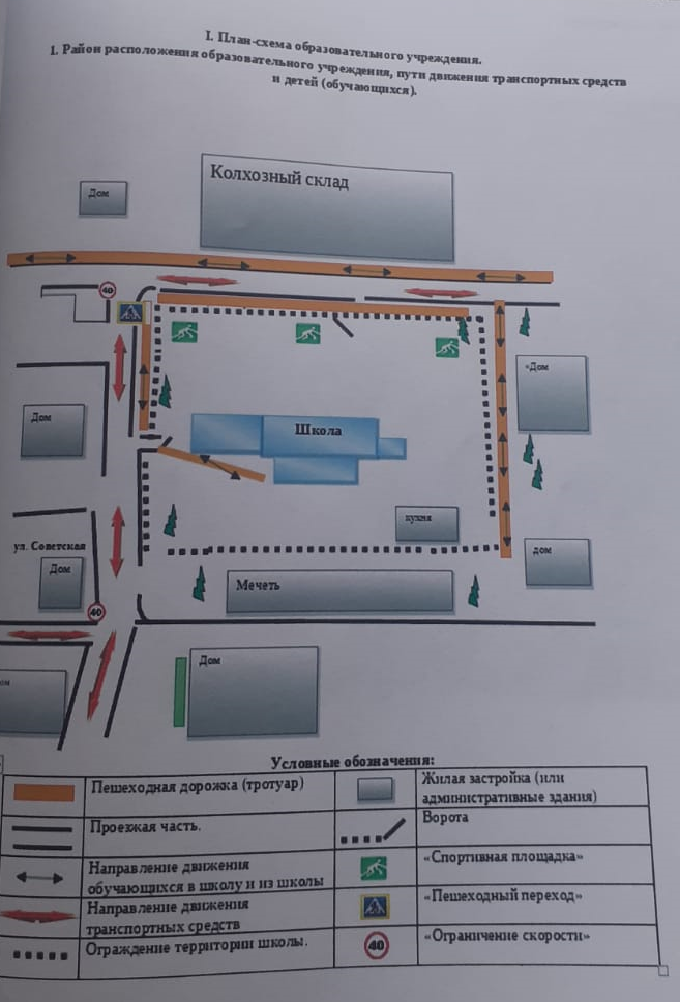 I. План-схема образовательного учреждения.
1. Район расположения образовательного учреждения, пути движения транспортных средств
и детей (обучающихся).
Колхозный склад
Дом
40
Дом
Дом
Школа
кухня
ул. Советская
дом
Дом
Мечеть
40
Дом
Условные обозначения:
Пешеходная дорожка (тротуар)
Жилая застройка (или
административные здания)
Проезжая часть.
Ворота
Направление движения
обучающихся в школу и из школы
«Спортивная площадка»
Направление движения
транспортных средств
«Пешеходный переход»
Ограждение территории школы.
40
«Ограничение скорости»